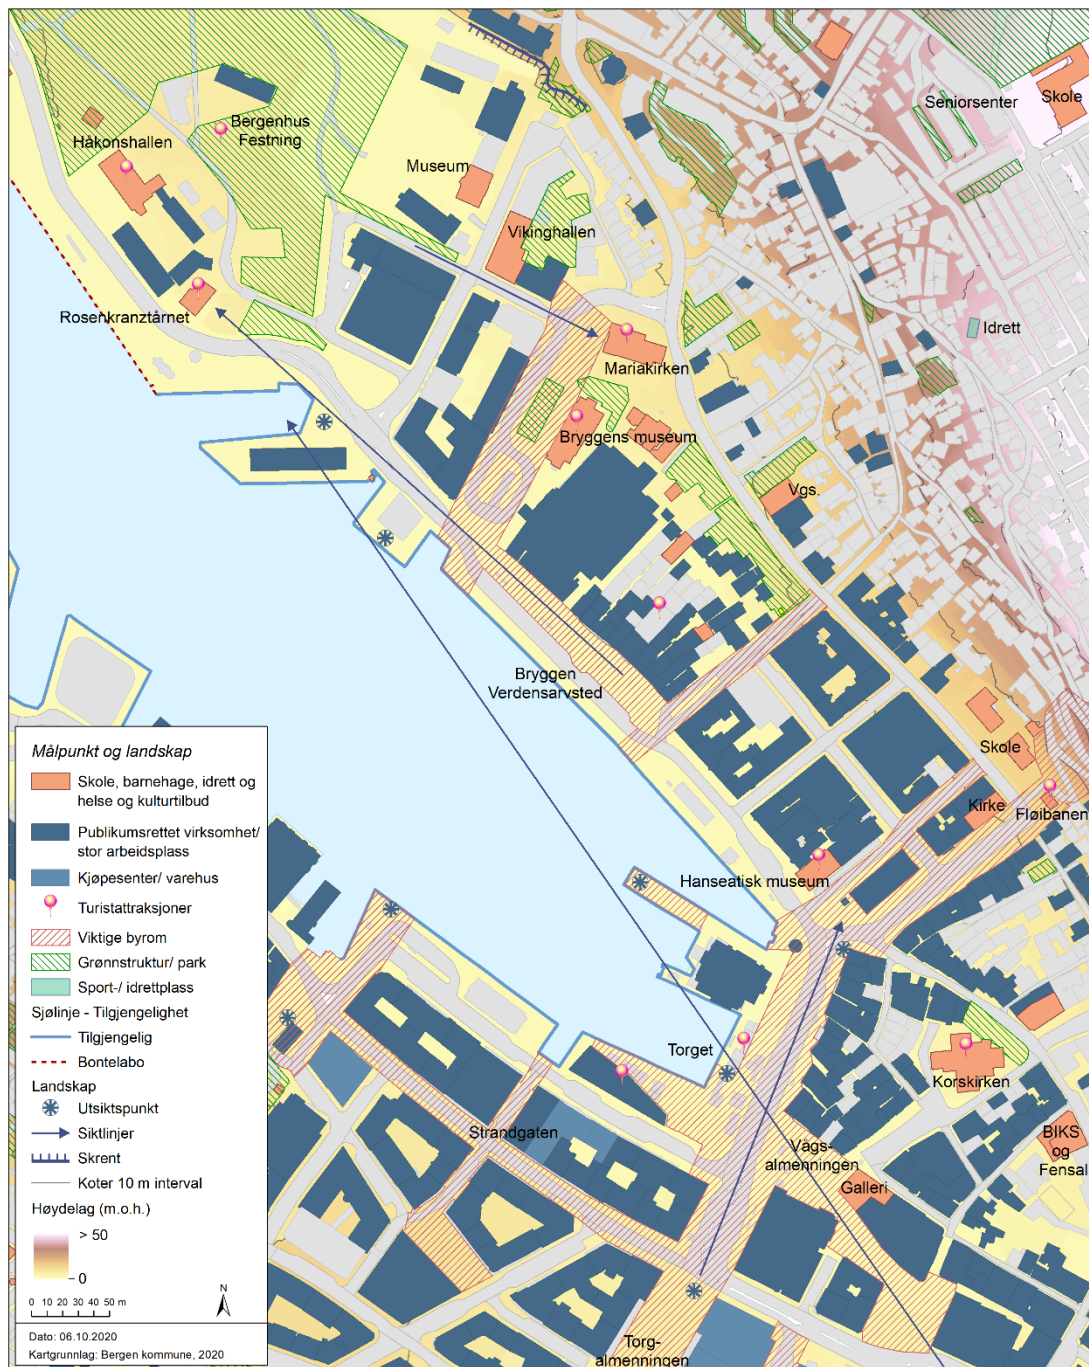 Seniorsenter
Skole
Bergenhus
Festning
Håkonshallen
Museum
Vikinghallen
Rosenkranztårnet
Idrett
Mariakirken
Bryggens museum
Vgs.
Bryggen
Verdensarvsted
Skole
Kirke
Fløibanen
Hanseatisk museum
Torget
Korskirken
Strandgaten
Vågs-
almenningen
BIKS
og
Fensal
Galleri
Torg-
almenningen
Målpunkt og landskap
Skole, barnehage, idrett og
helse og kulturtilbud
Publikumsrettet virksomhet/
stor arbeidsplass
Kjøpesenter/ varehus
Turistattraksjoner
Viktige byrom
Grønnstruktur/ park
Sport-/ idrettplass
Sjølinje - Tilgjengelighet
Tilgjengelig
Bontelabo
Landskap
Utsiktspunkt
Siktlinjer
Skrent
Koter 10 m interval
Høydelag (m.o.h.)
> 50
- 0
0 10 20 30 40 50 m
N
Dato: 06.10.2020
Kartgrunnlag: Bergen kommune, 2020